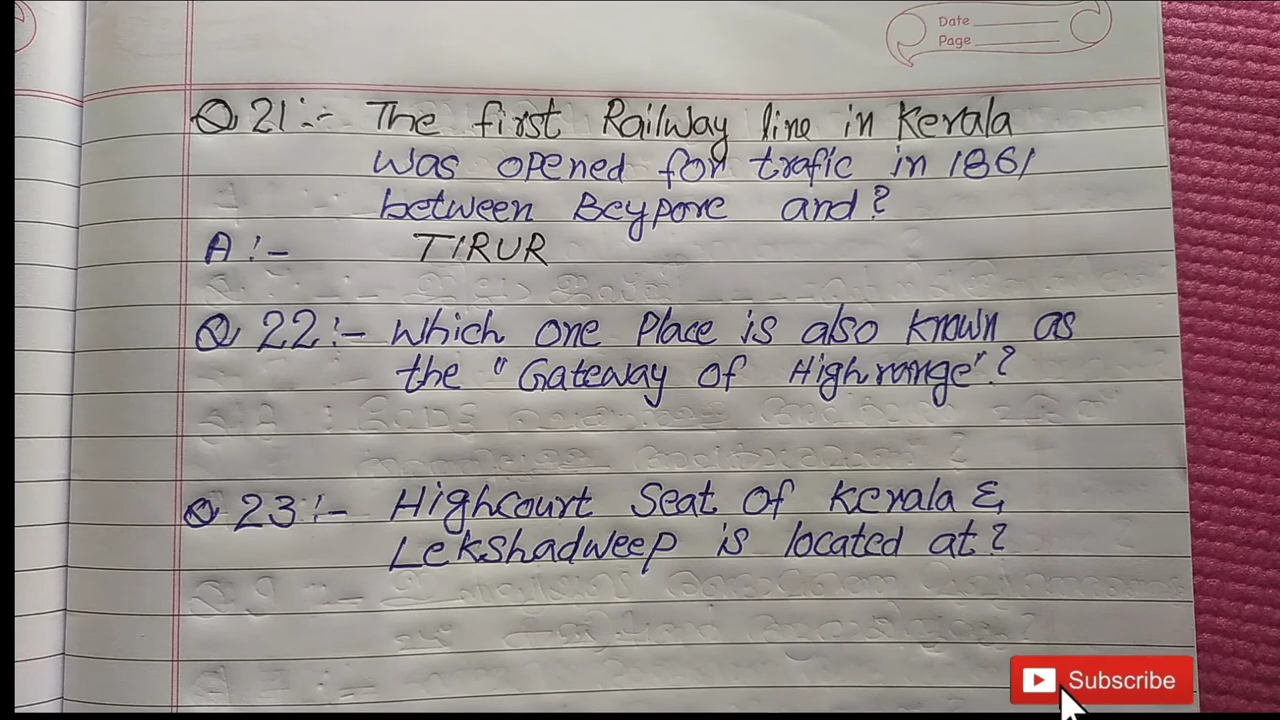 Date
Page
Q 21:- The first Railway line in Kerala
was opened for trafic in 1861
between Beypore and?
A:- TIRUR
Q 22:- Which one Place is also known as
the "Gateway of Highrange"?
Q 23:- Highcourt Seat of Kerala &
Lekshadweep is located at?
Subscribe